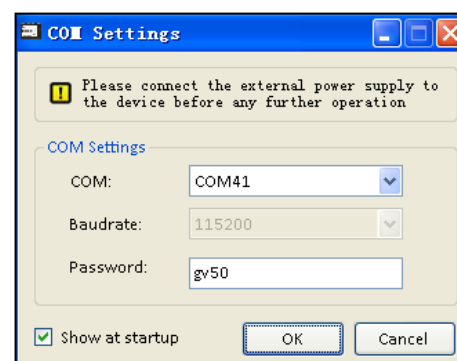 COM Settings
Please connect the external power supply to
the device before any further operation
COM Settings
COM: COM41
Baudrate: 115200
Password: gv50
Show at startup OK Cancel